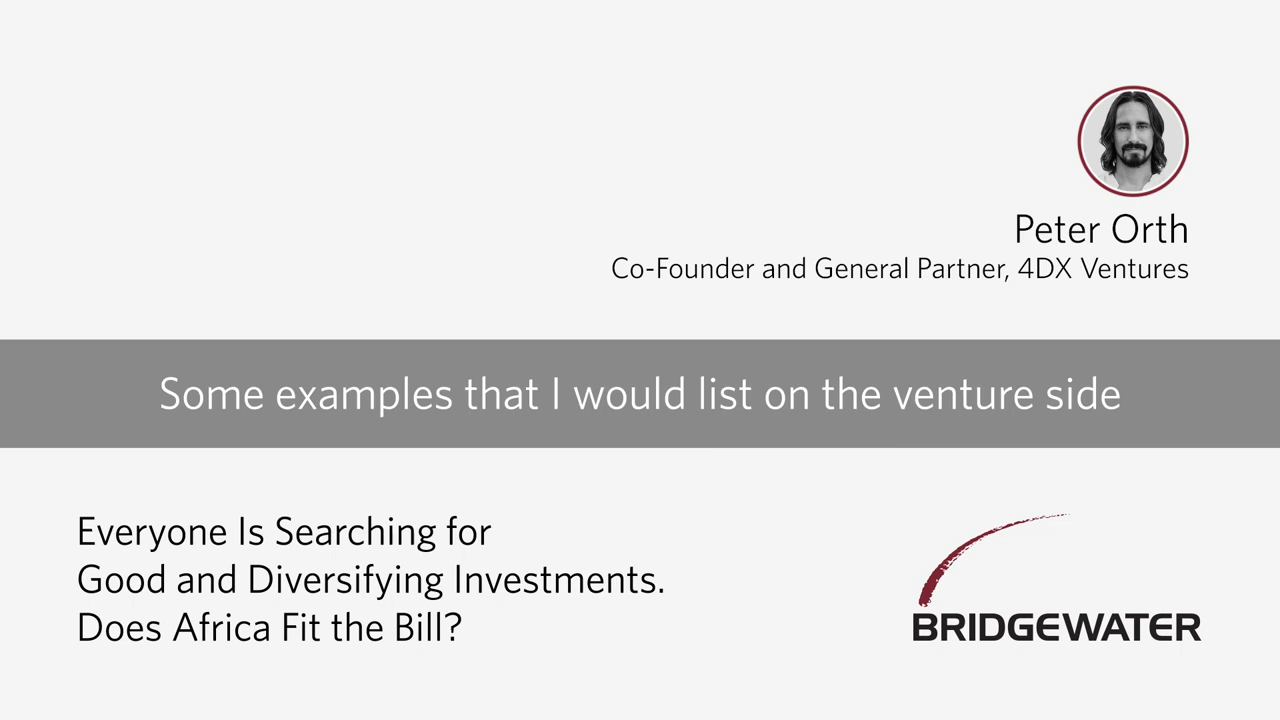 Peter Orth
Co-Founder and General Partner, 4DX Ventures
Some examples that I would list on the venture side
Everyone Is Searching for
Good and Diversifying Investments.
Does Africa Fit the Bill?
BRIDGEWATER